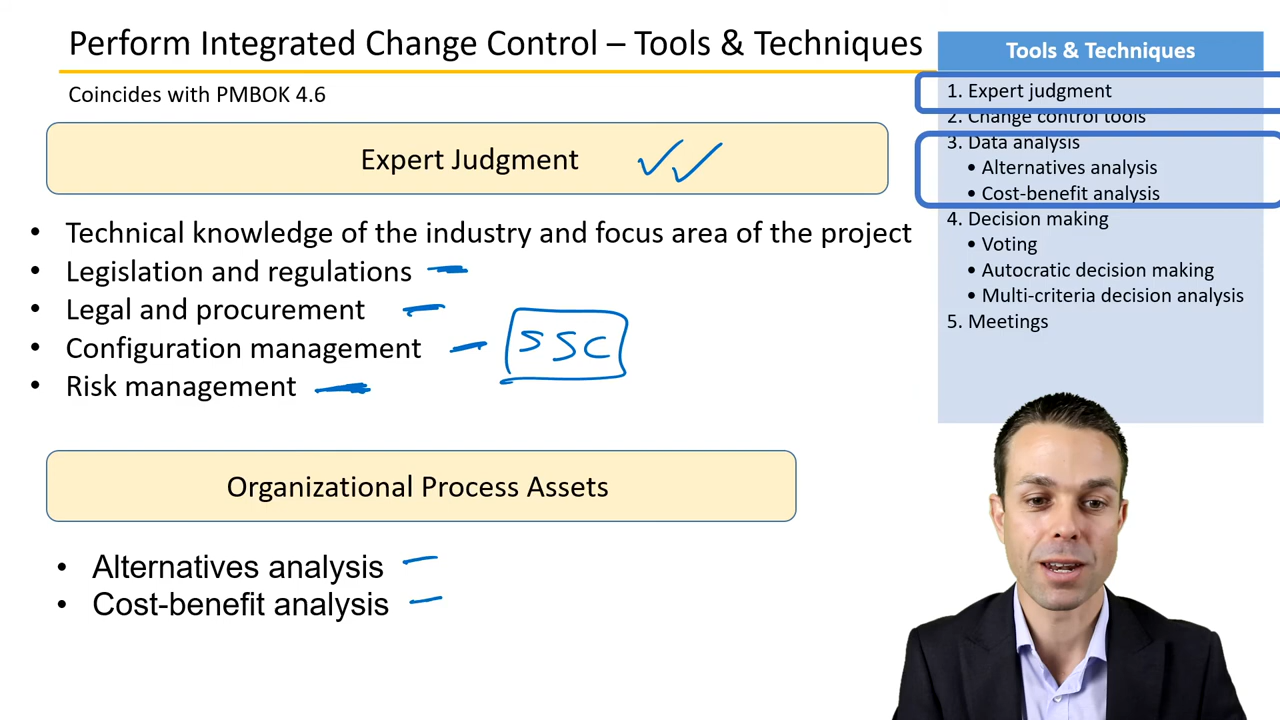 Perform Integrated Change Control – Tools & Techniques
Coincides with PMBOK 4.6
Expert Judgment
• Technical knowledge of the industry and focus area of the project
• Legislation and regulations
• Legal and procurement
• Configuration management
SSC
• Risk management
Organizational Process Assets
• Alternatives analysis
• Cost-benefit analysis
Tools & Techniques
1. Expert judgment
2. Change control tools
3. Data analysis
• Alternatives analysis
• Cost-benefit analysis
4. Decision making
• Voting
• Autocratic decision making
• Multi-criteria decision analysis
5. Meetings